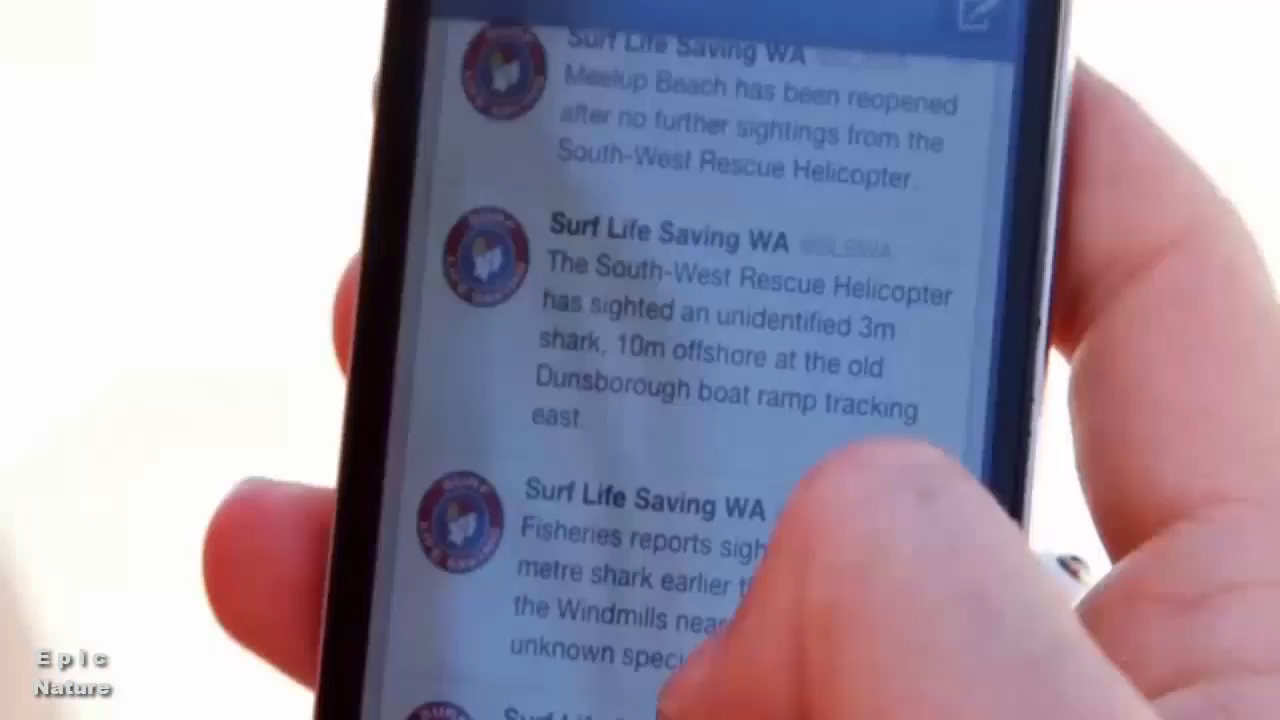 Surf Life Saving WA
Meelup Beach has been reopened
after no further sightings from the
South-West Rescue Helicopter.
Surf Life Saving WA @SLSWA
The South-West Rescue Helicopter
has sighted an unidentified 3m
shark, 10m offshore at the old
Dunsborough boat ramp tracking
east.
Surf Life Saving WA
Fisheries reports
metre shark earlier
the Windmills
unknown
Surf
Epic
Nature